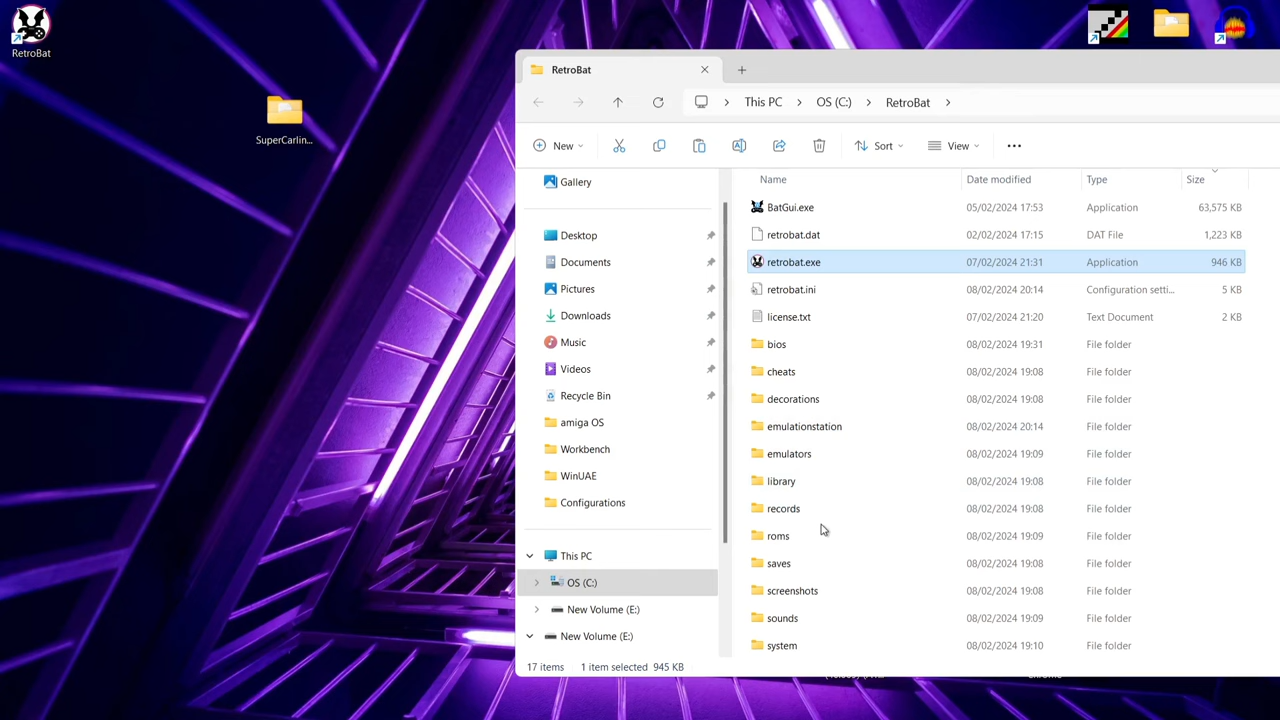 RetroBat
SuperCarlin...
RetroBat
This PC
OS (C:)
RetroBat
New
Sort
View
Gallery
Desktop
Documents
Pictures
Downloads
Music
Videos
Recycle Bin
amiga OS
Workbench
WinUAE
Configurations
This PC
OS (C:)
New Volume (E:)
New Volume (E:)
Name Date modified Type Size
BatGui.exe 05/02/2024 17:53 Application 63,575 KB
retrobat.dat 02/02/2024 17:15 DAT File 1,223 KB
retrobat.exe 07/02/2024 21:31 Application 946 KB
retrobat.ini 08/02/2024 20:14 Configuration setti... 5 KB
license.txt 07/02/2024 21:20 Text Document 2 KB
bios 08/02/2024 19:31 File folder
cheats 08/02/2024 19:08 File folder
decorations 08/02/2024 19:08 File folder
emulationstation 08/02/2024 20:14 File folder
emulators 08/02/2024 19:09 File folder
library 08/02/2024 19:08 File folder
records 08/02/2024 19:08 File folder
roms 08/02/2024 19:09 File folder
saves 08/02/2024 19:09 File folder
screenshots 08/02/2024 19:08 File folder
sounds 08/02/2024 19:09 File folder
system 08/02/2024 19:10 File folder
17 items 1 item selected 945 KB